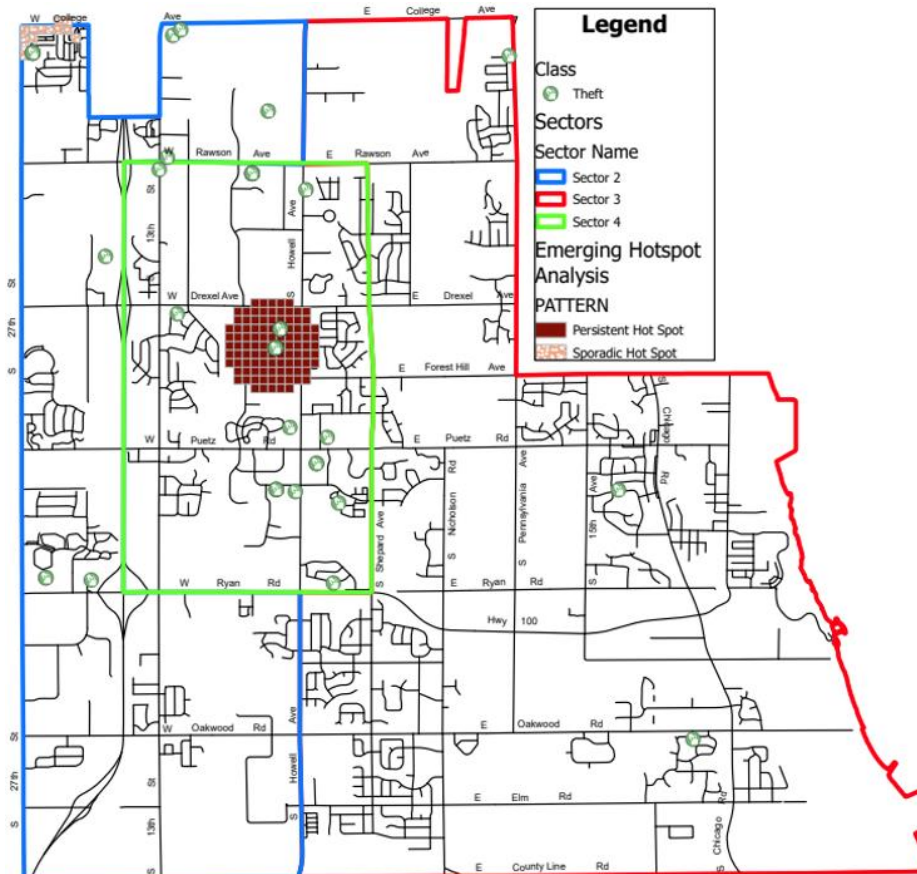 W College Ave
E College Ave
Legend
Class
Theft
Sectors
Sector Name
Sector 2
Sector 3
Sector 4
Emerging Hotspot
Analysis
PATTERN
Persistent Hot Spot
Sporadic Hot Spot
W Rawson Ave
E Rawson Ave
S 13th St
S Howell Ave
S 27th St
W Drexel Ave
E Drexel Ave
E Forest Hill Ave
W Puetz Rd
E Puetz Rd
S Chicago Rd
S Shepard Ave
S Nicholson Rd
S Pennsylvania Ave
S 15th Ave
W Ryan Rd
E Ryan Rd
Hwy 100
W Oakwood Rd
E Oakwood Rd
S 27th St
S 13th St
S Howell Ave
E Elm Rd
S Chicago Rd
E County Line Rd